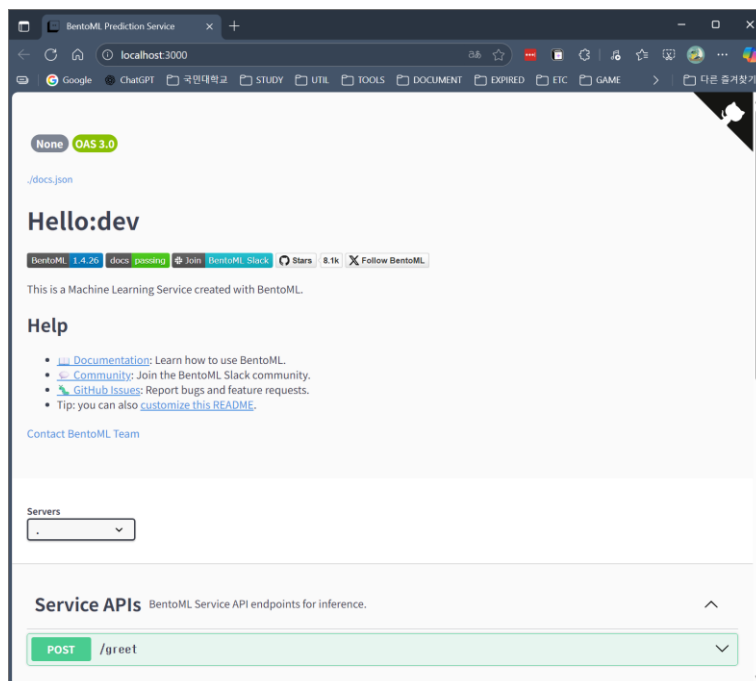 BentoML Prediction Service
localhost:3000
Google ChatGPT 국민대학교 STUDY UTIL TOOLS DOCUMENT EXPIRED ETC GAME 다른 즐겨찾기
None OAS 3.0
./docs.json
Hello:dev
BentoML 1.4.26 docs passing Join BentoML Slack Stars 8.1k Follow BentoML
This is a Machine Learning Service created with BentoML.
Help
Documentation: Learn how to use BentoML.
Community: Join the BentoML Slack community.
GitHub Issues: Report bugs and feature requests.
Tip: you can also customize this README.
Contact BentoML Team
Servers
.
Service APIs BentoML Service API endpoints for inference.
POST /greet